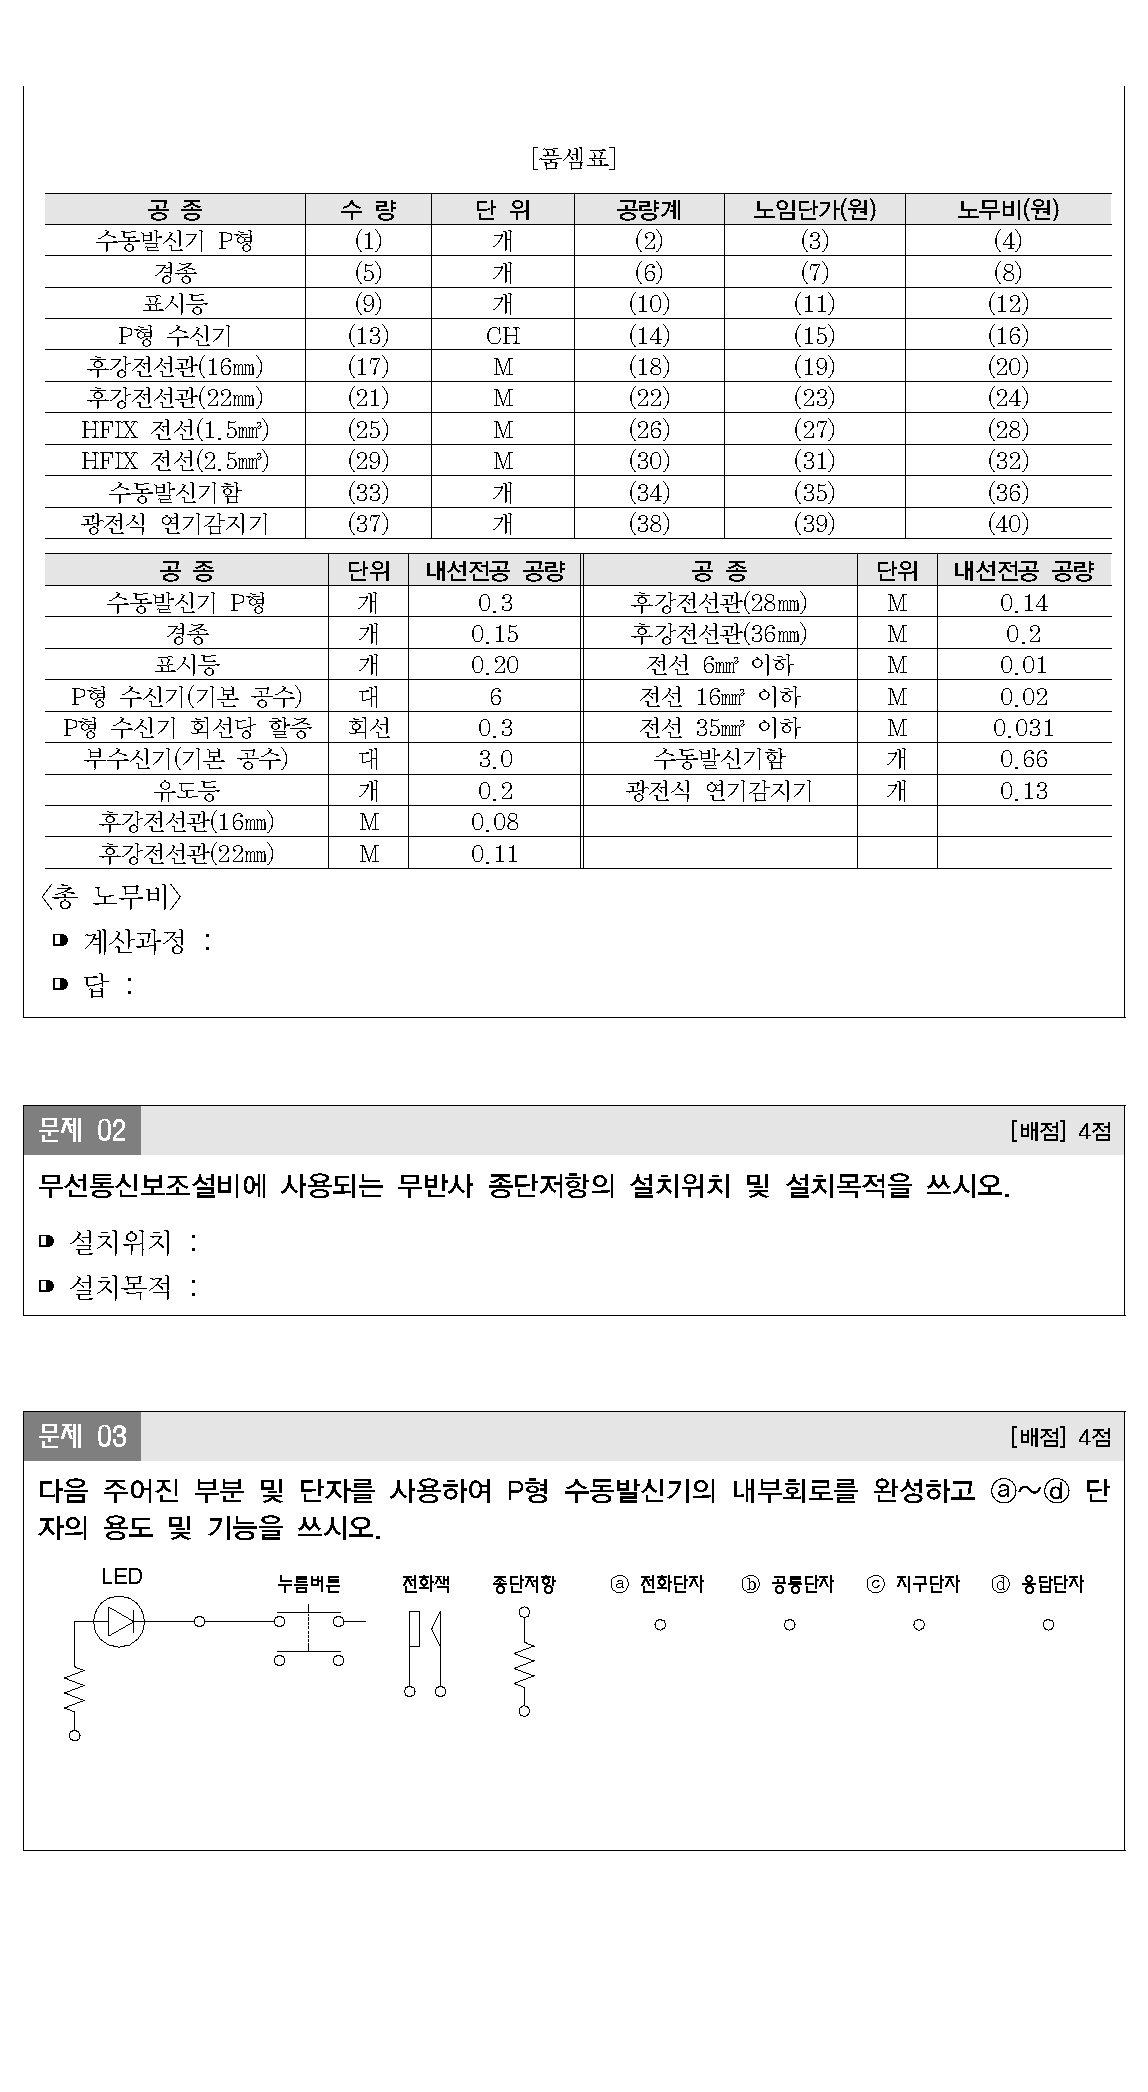 [품셈표]
공 종 수 량 단 위 공량계 노임단가(원) 노무비(원)
수동발신기 P형 (1) 개 (2) (3) (4)
경종 (5) 개 (6) (7) (8)
표시등 (9) 개 (10) (11) (12)
P형 수신기 (13) CH (14) (15) (16)
후강전선관(16㎜) (17) M (18) (19) (20)
후강전선관(22㎜) (21) M (22) (23) (24)
HFIX 전선(1.5㎟) (25) M (26) (27) (28)
HFIX 전선(2.5㎟) (29) M (30) (31) (32)
수동발신기함 (33) 개 (34) (35) (36)
광전식 연기감지기 (37) 개 (38) (39) (40)
공 종 단위 내선전공 공량 공 종 단위 내선전공 공량
수동발신기 P형 개 0.3 후강전선관(28㎜) M 0.14
경종 개 0.15 후강전선관(36㎜) M 0.2
표시등 개 0.20 전선 6㎟ 이하 M 0.01
P형 수신기(기본 공수) 대 6 전선 16㎟ 이하 M 0.02
P형 수신기 회선당 할증 회선 0.3 전선 35㎟ 이하 M 0.031
부수신기(기본 공수) 대 3.0 수동발신기함 개 0.66
유도등 개 0.2 광전식 연기감지기 개 0.13
후강전선관(16㎜) M 0.08
후강전선관(22㎜) M 0.11
〈총 노무비〉
계산과정 :
답 :
문제 02 [배점] 4점
무선통신보조설비에 사용되는 무반사 종단저항의 설치위치 및 설치목적을 쓰시오.
설치위치 :
설치목적 :
문제 03 [배점] 4점
다음 주어진 부분 및 단자를 사용하여 P형 수동발신기의 내부회로를 완성하고 ⓐ~ⓓ 단
자의 용도 및 기능을 쓰시오.
LED 누름버튼 전화잭 종단저항 ⓐ 전화단자 ⓑ 공통단자 ⓒ 지구단자 ⓓ 응답단자